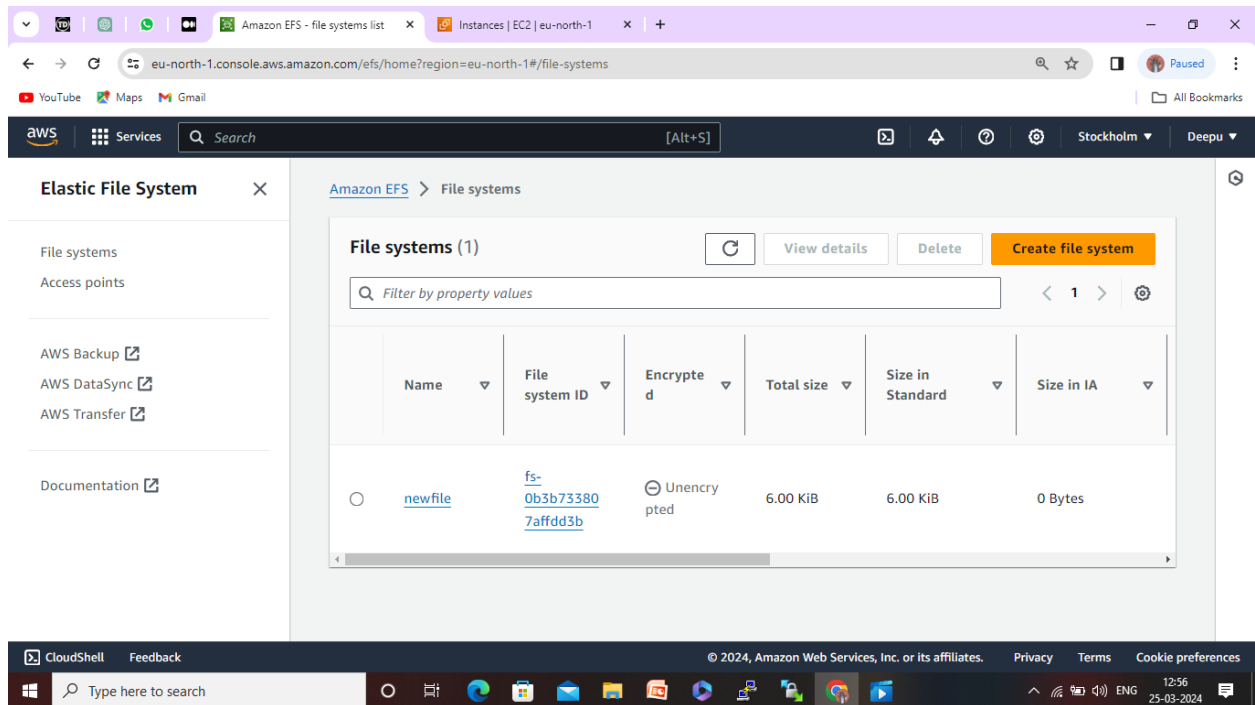 Amazon EFS - file systems list
Instances | EC2 | eu-north-1
eu-north-1.console.aws.amazon.com/efs/home?region=eu-north-1#/file-systems
Paused
YouTube
Maps
Gmail
All Bookmarks
aws
Services
Search
[Alt+S]
Stockholm
Deepu
Elastic File System
File systems
Access points
AWS Backup
AWS DataSync
AWS Transfer
Documentation
Amazon EFS
File systems
File systems (1)
View details
Delete
Create file system
Filter by property values
1
Name
File
system ID
Encrypte
d
Total size
Size in
Standard
Size in IA
newfile
fs-
0b3b73380
7affdd3b
Unencry
pted
6.00 KiB
6.00 KiB
0 Bytes
CloudShell
Feedback
© 2024, Amazon Web Services, Inc. or its affiliates.
Privacy
Terms
Cookie preferences
Type here to search
ENG
12:56
25-03-2024